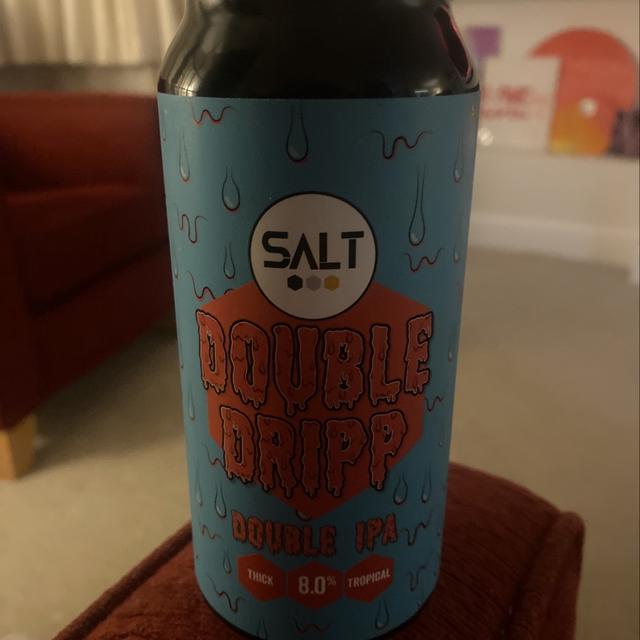 SALT
DOUBLE
DRIPP
DOUBLE IPA
THICK 8.0% TROPICAL